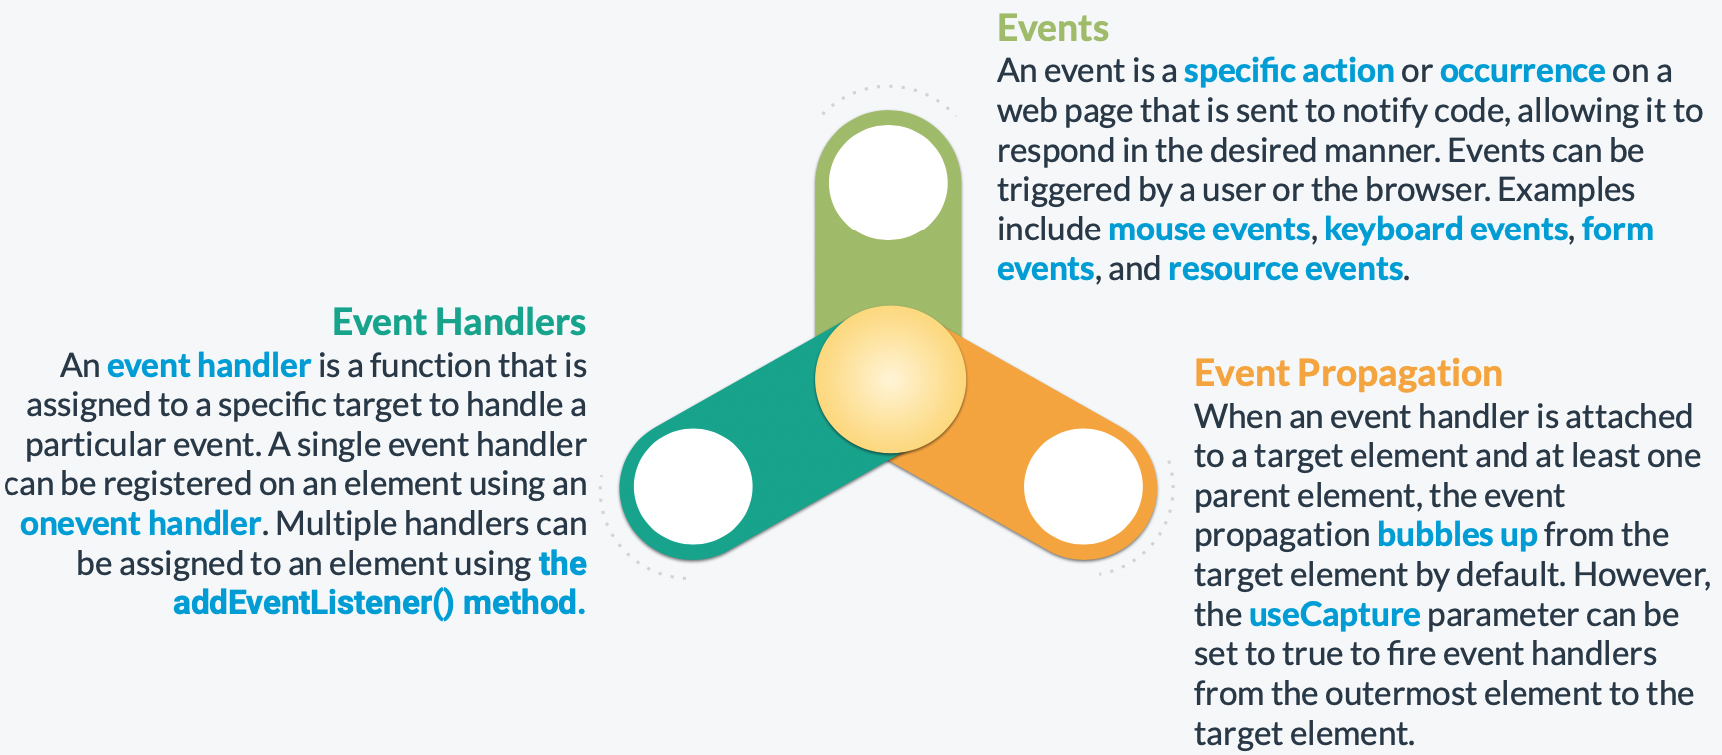 Events
An event is a specific action or occurrence on a
web page that is sent to notify code, allowing it to
respond in the desired manner. Events can be
triggered by a user or the browser. Examples
include mouse events, keyboard events, form
events, and resource events.
Event Handlers
An event handler is a function that is
assigned to a specific target to handle a
particular event. A single event handler
can be registered on an element using an
onevent handler. Multiple handlers can
be assigned to an element using the
addEventListener() method.
Event Propagation
When an event handler is attached
to a target element and at least one
parent element, the event
propagation bubbles up from the
target element by default. However,
the useCapture parameter can be
set to true to fire event handlers
from the outermost element to the
target element.